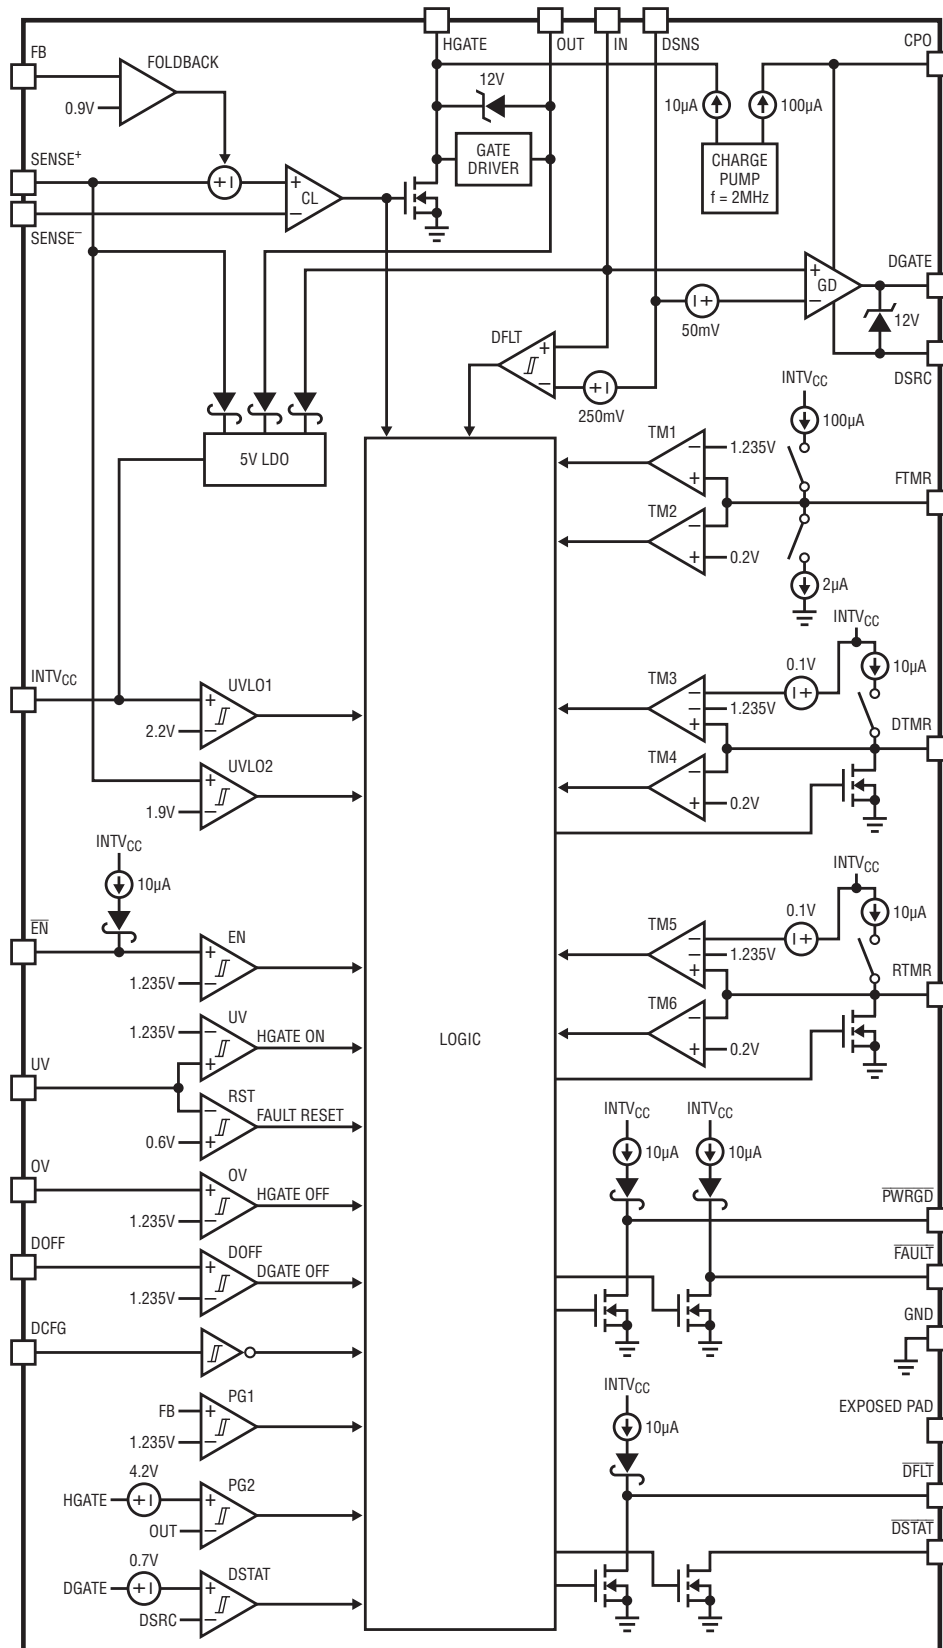 HGATE
OUT
IN
DSNS
CPO
FB
FOLDBACK
0.9V
12V
10µA
100µA
GATE
DRIVER
CHARGE
PUMP
f = 2MHz
SENSE+
+ –
+
CL
–
SENSE–
DGATE
+
GD
–
– +
50mV
12V
DSRC
DFLT
+
–
+ –
250mV
INTVCC
100µA
5V LDO
TM1
–
1.235V
+
FTMR
TM2
–
+
0.2V
2µA
INTVCC
10µA
0.1V
– +
INTVCC
UVLO1
+
2.2V
–
TM3
–
–
1.235V
+
DTMR
UVLO2
+
1.9V
–
TM4
–
+
0.2V
INTVCC
10µA
EN
EN
+
1.235V
–
INTVCC
10µA
0.1V
– +
TM5
–
–
1.235V
+
RTMR
UV
1.235V
–
HGATE ON
+
LOGIC
TM6
–
+
0.2V
UV
RST
–
FAULT RESET
0.6V
+
INTVCC
INTVCC
10µA
10µA
OV
OV
+
HGATE OFF
1.235V
–
PWRGD
DOFF
DOFF
+
DGATE OFF
1.235V
–
FAULT
GND
DCFG
INTVCC
10µA
PG1
FB
+
1.235V
–
EXPOSED PAD
4.2V
HGATE
+ –
PG2
+
OUT
–
DFLT
DSTAT
0.7V
DGATE
+ –
DSTAT
+
DSRC
–